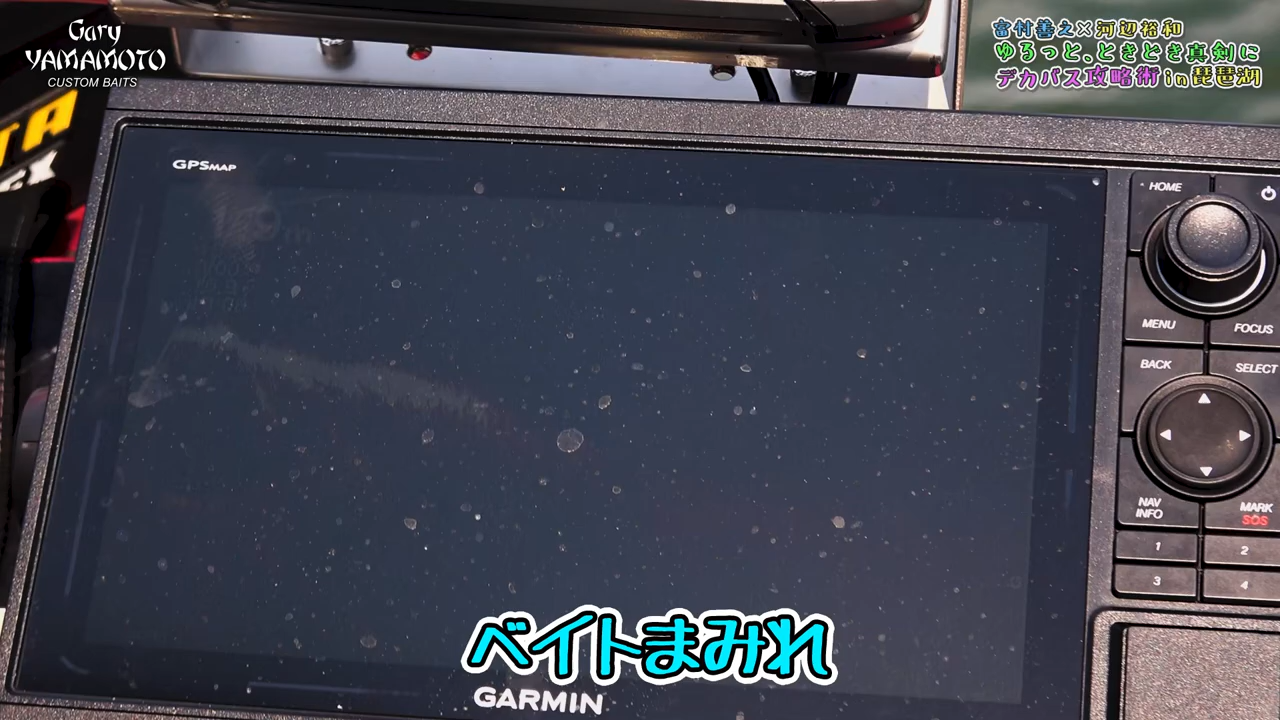 Gary
YAMAMOTO
CUSTOM BAITS
富村善之×河辺裕和
ゆるっと、ときどき真剣に
デカバス攻略術in琵琶湖
GPSMAP
HOME
MENU
FOCUS
BACK
SELECT
NAV
INFO
MARK
SOS
1
2
3
4
ベイトまみれ
GARMIN